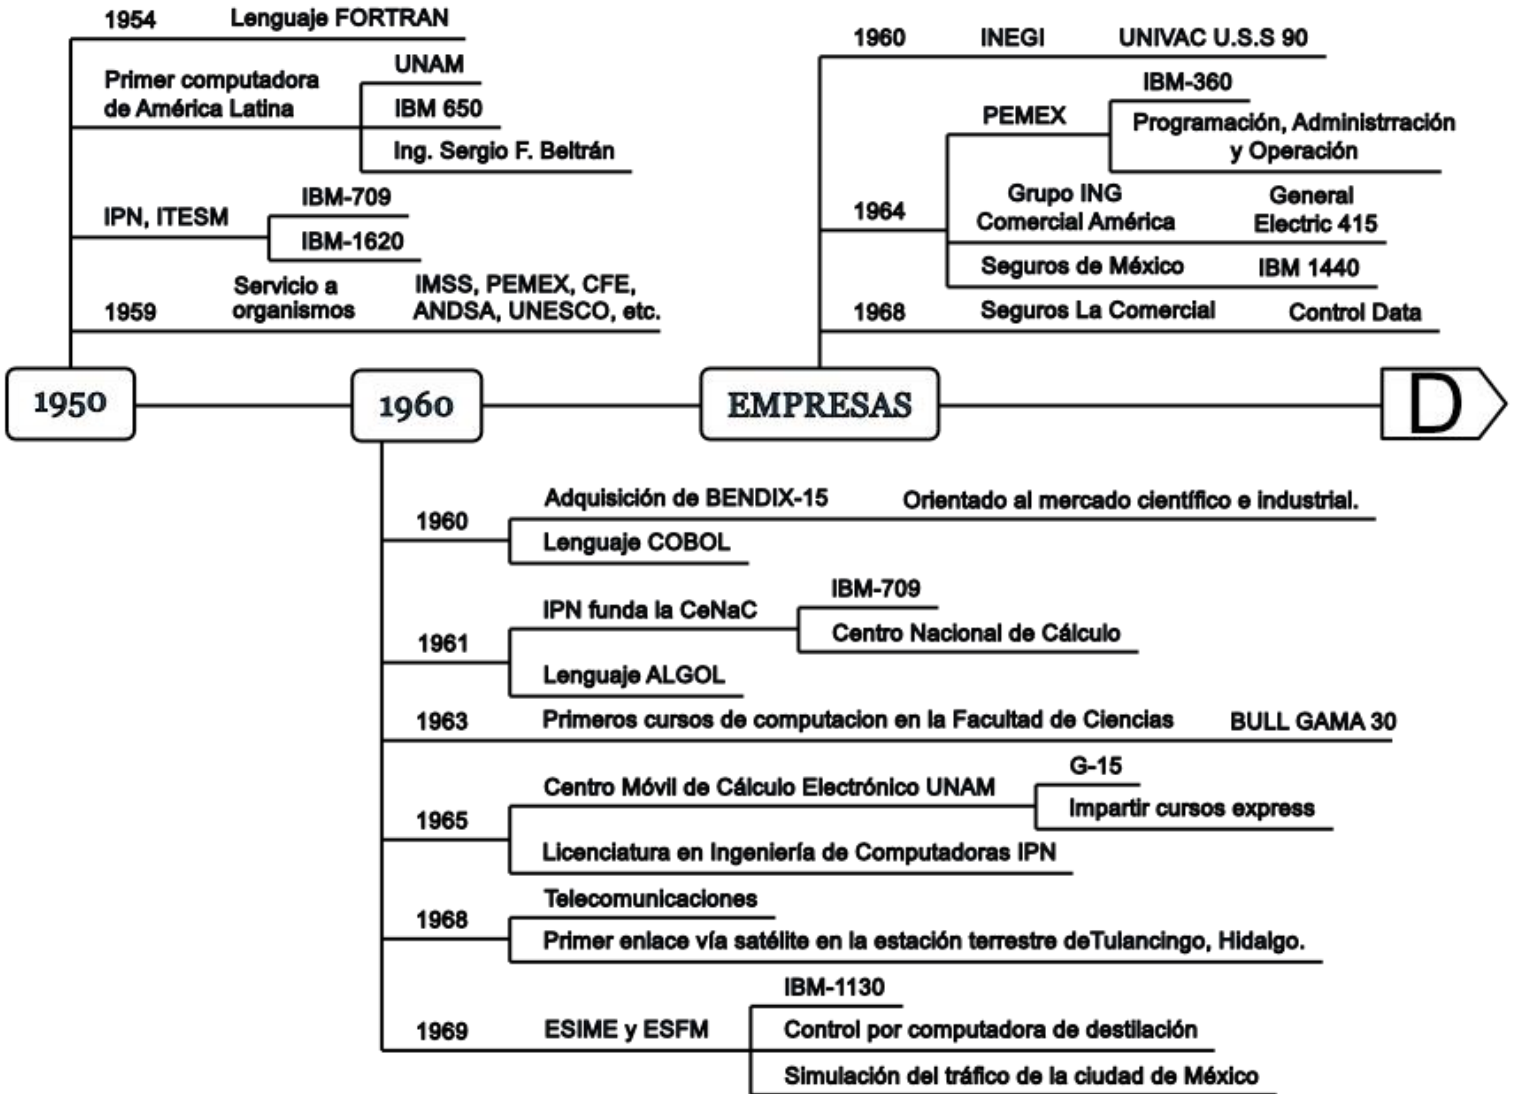 1954 Lenguaje FORTRAN
Primer computadora
de América Latina
UNAM
IBM 650
Ing. Sergio F. Beltrán
IPN, ITESM
IBM-709
IBM-1620
1959
Servicio a
organismos
IMSS, PEMEX, CFE,
ANDSA, UNESCO, etc.
1960 INEGI UNIVAC U.S.S 90
1964
PEMEX
IBM-360
Programación, Administrración
y Operación
Grupo ING
Comercial América
General
Electric 415
Seguros de México IBM 1440
1968 Seguros La Comercial Control Data
1950
1960
EMPRESAS
D
1960
Adquisición de BENDIX-15 Orientado al mercado científico e industrial.
Lenguaje COBOL
1961
IPN funda la CeNaC
IBM-709
Centro Nacional de Cálculo
Lenguaje ALGOL
1963 Primeros cursos de computacion en la Facultad de Ciencias BULL GAMA 30
1965
Centro Móvil de Cálculo Electrónico UNAM
G-15
Impartir cursos express
Licenciatura en Ingeniería de Computadoras IPN
1968
Telecomunicaciones
Primer enlace vía satélite en la estación terrestre deTulancingo, Hidalgo.
1969 ESIME y ESFM
IBM-1130
Control por computadora de destilación
Simulación del tráfico de la ciudad de México